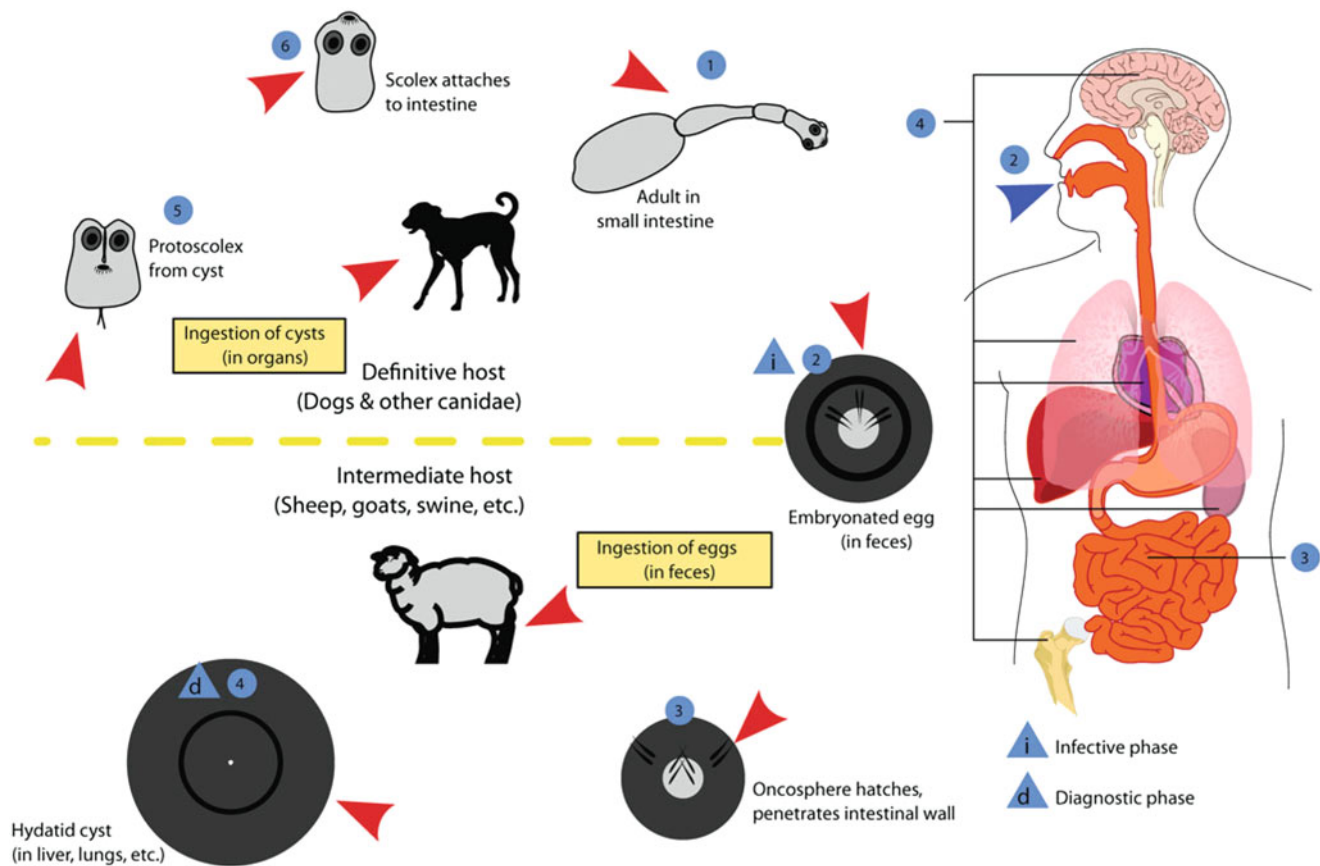 6
Scolex attaches
to intestine
1
Adult in
small intestine
5
Protoscolex
from cyst
Ingestion of cysts
(in organs)
Definitive host
(Dogs & other canidae)
i
2
Embryonated egg
(in feces)
Intermediate host
(Sheep, goats, swine, etc.)
Ingestion of eggs
(in feces)
d
4
Hydatid cyst
(in liver, lungs, etc.)
3
Oncosphere hatches,
penetrates intestinal wall
4
2
3
i
Infective phase
d
Diagnostic phase